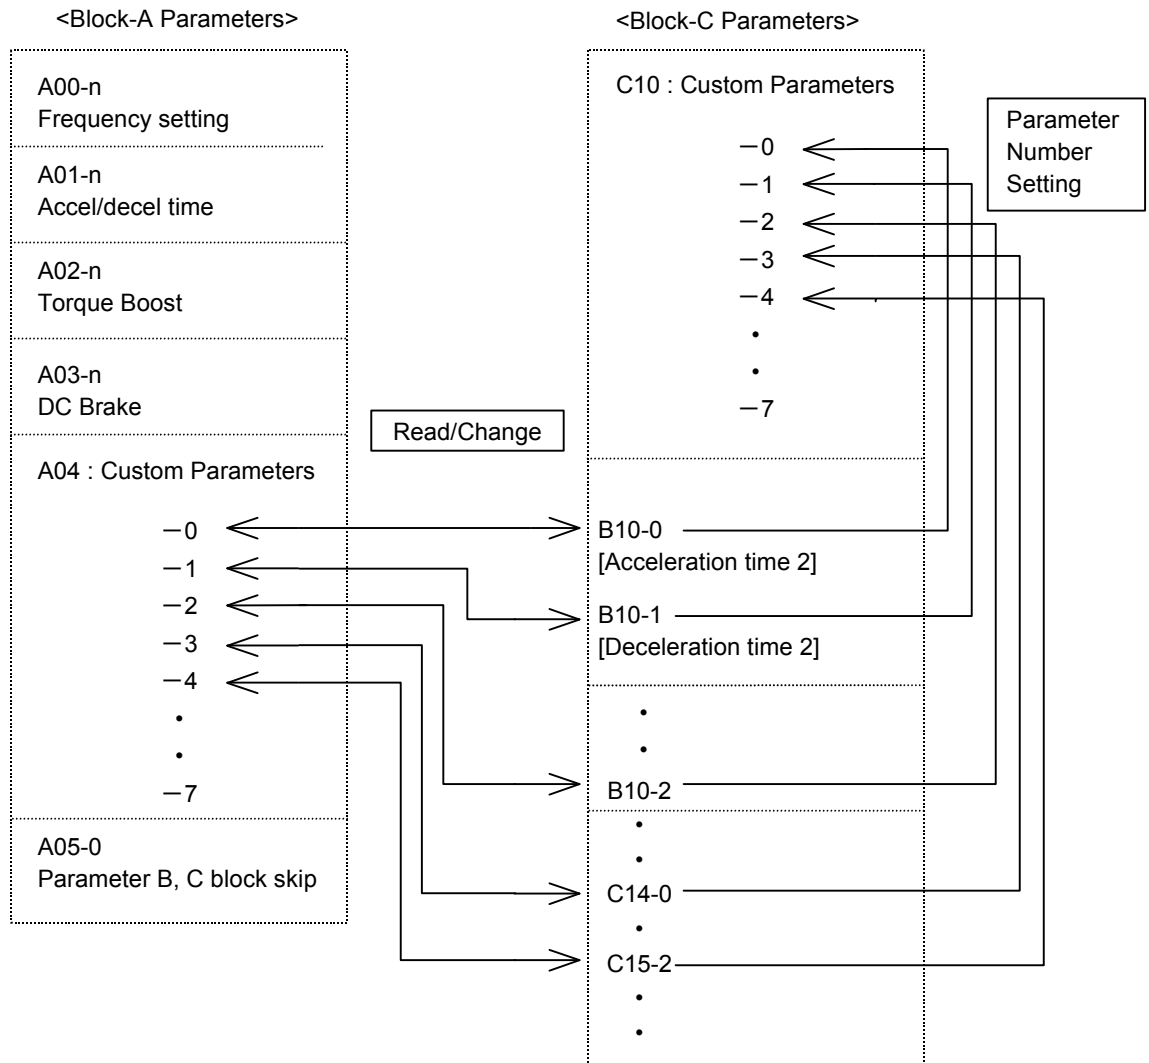 <Block-A Parameters>
A00-n
Frequency setting
A01-n
Accel/decel time
A02-n
Torque Boost
A03-n
DC Brake
A04 : Custom Parameters
－0
－1
－2
－3
－4
－7
A05-0
Parameter B, C block skip
Read/Change
<Block-C Parameters>
C10 : Custom Parameters
－0
－1
－2
－3
－4
－7
B10-0
[Acceleration time 2]
B10-1
[Deceleration time 2]
B10-2
C14-0
C15-2
Parameter
Number
Setting